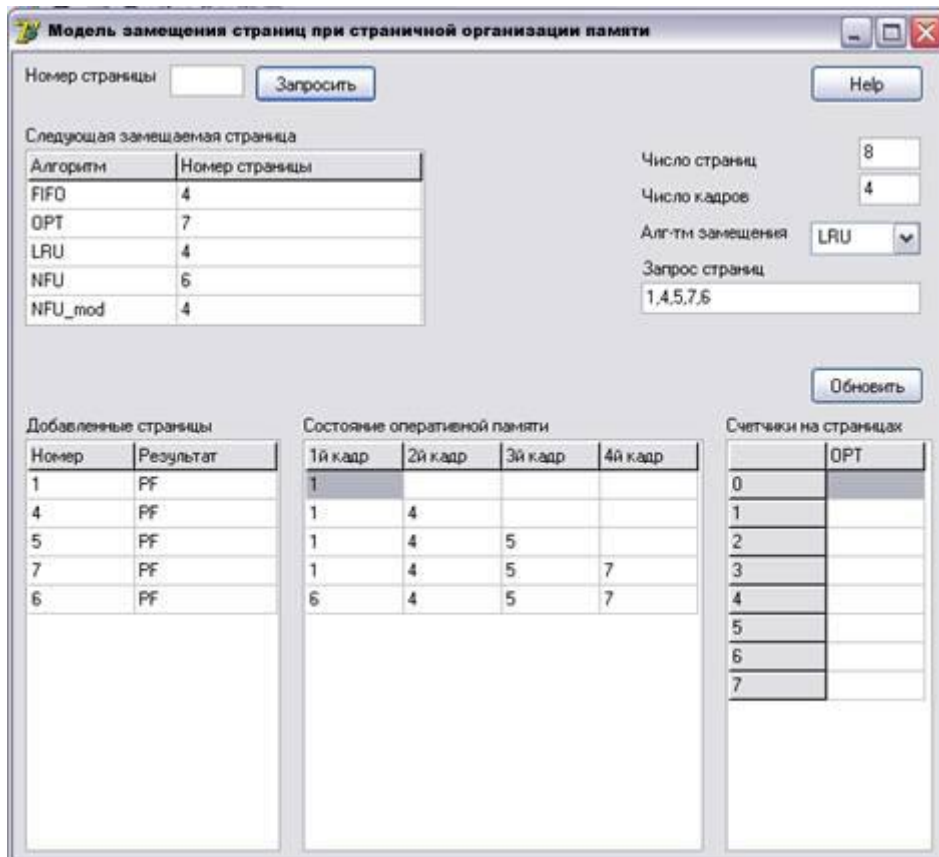 Модель замещения страниц при страничной организации памяти
Номер страницы Запросить Help
Следующая замещаемая страница
Алгоритм Номер страницы
FIFO 4
OPT 7
LRU 4
NFU 6
NFU_mod 4
Число страниц 8
Число кадров 4
Алг-тм замещения LRU
Запрос страниц
1,4,5,7,6
Обновить
Добавленные страницы
Номер Результат
1 PF
4 PF
5 PF
7 PF
6 PF
Состояние оперативной памяти
1й кадр 2й кадр 3й кадр 4й кадр
1
1 4
1 4 5
1 4 5 7
6 4 5 7
Счетчики на страницах
OPT
0
1
2
3
4
5
6
7